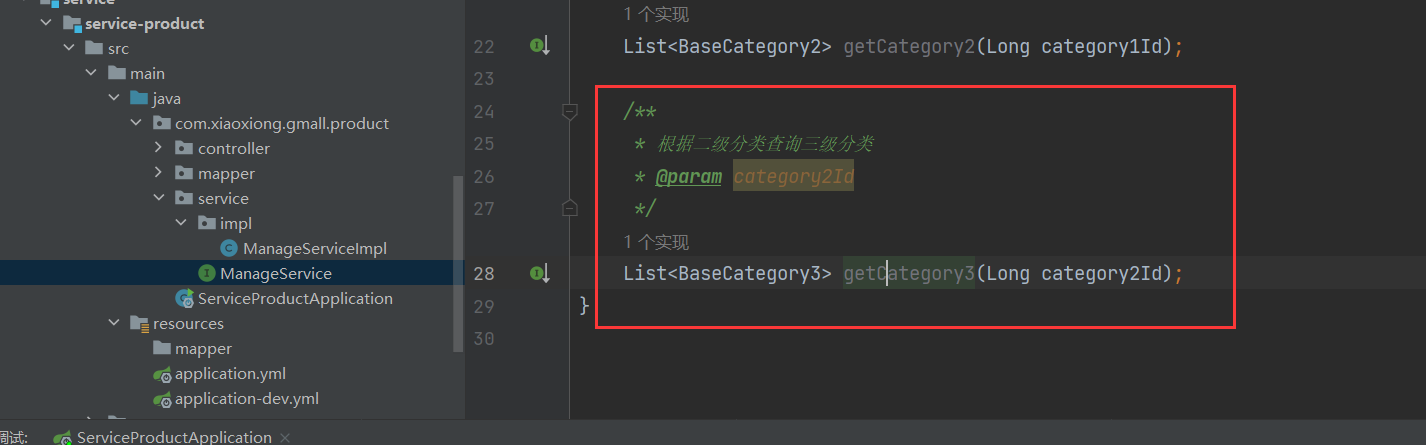 service
service-product
src
main
java
com.xiaoxiong.gmall.product
controller
mapper
service
impl
ManageServiceImpl
ManageService
ServiceProductApplication
resources
mapper
application.yml
application-dev.yml
1 个实现
22 List<BaseCategory2> getCategory2(Long category1Id);
23
24 /**
25 * 根据二级分类查询三级分类
26 * @param category2Id
27 */
1 个实现
28 List<BaseCategory3> getCategory3(Long category2Id);
29 }
30
调试: ServiceProductApplication ×